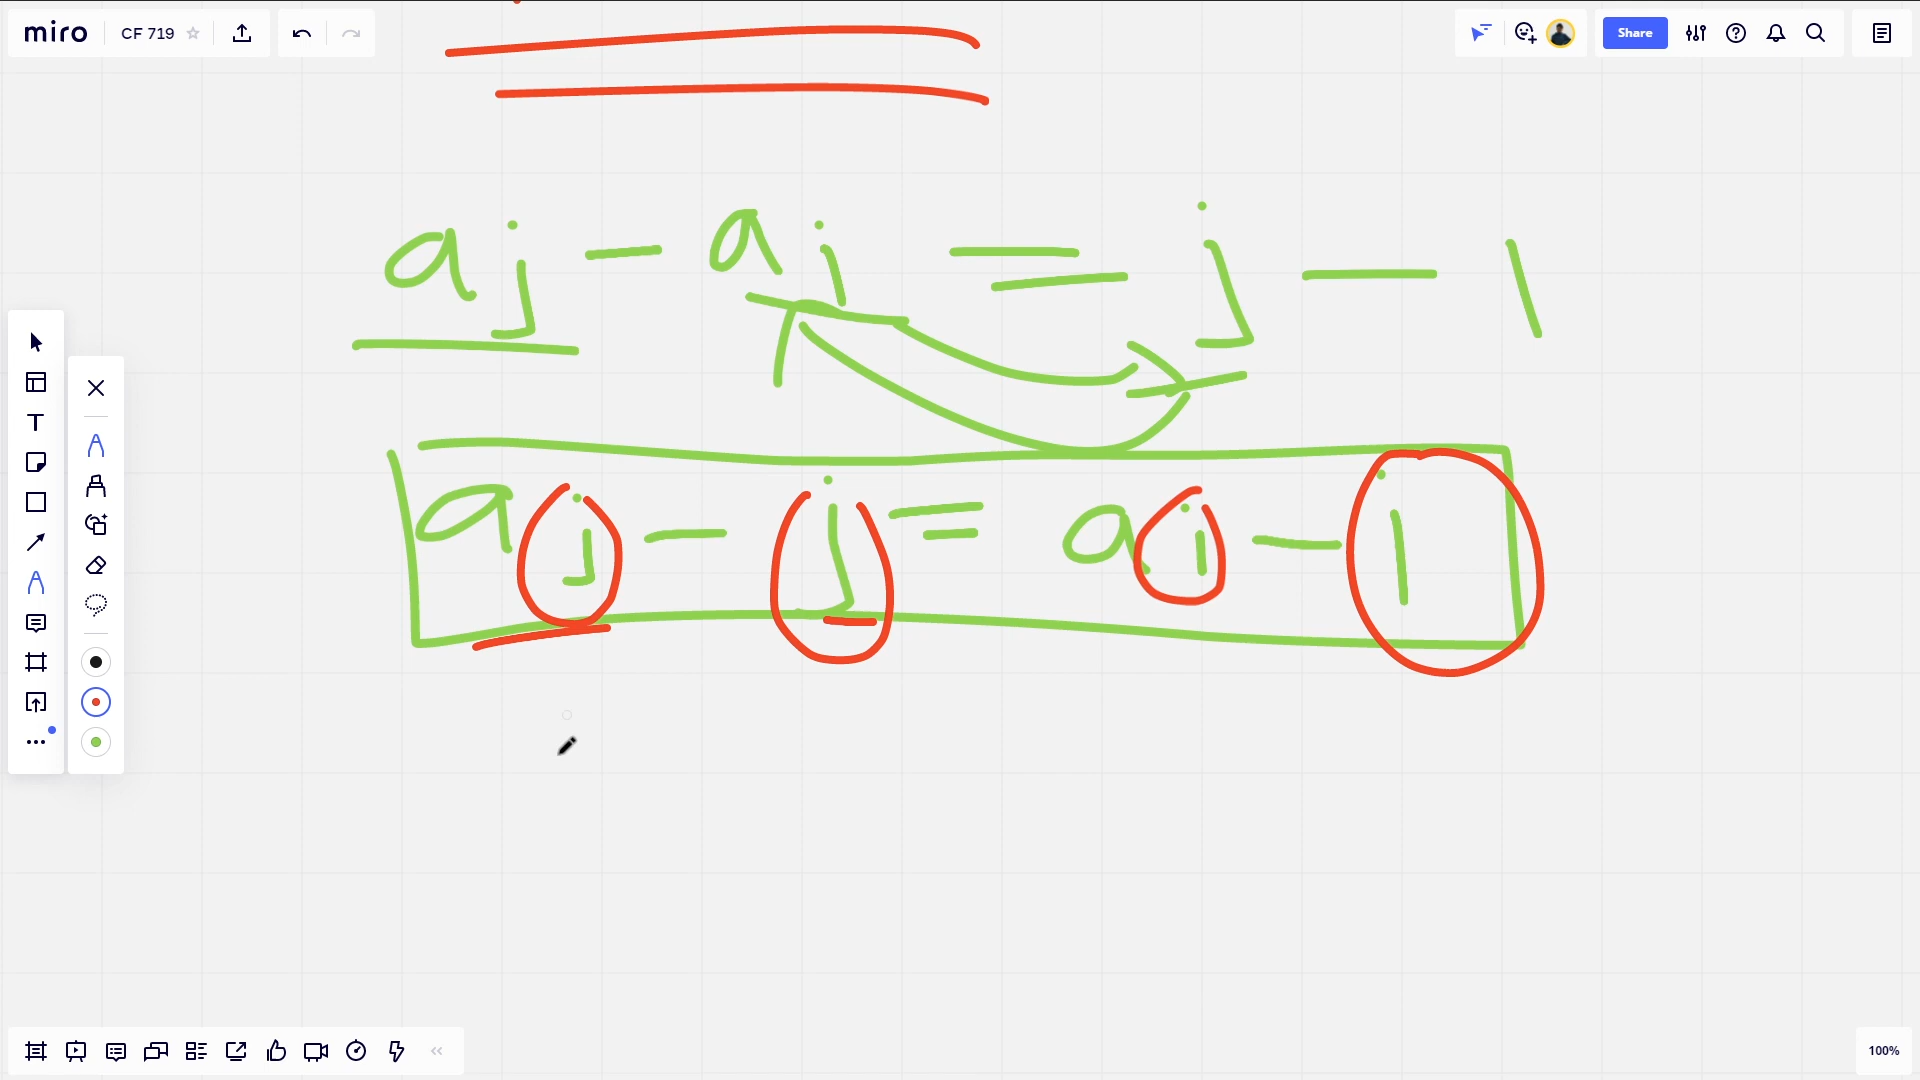 miro CF 719 Share
aj - ai = j - i
aj - j = ai - i
100%